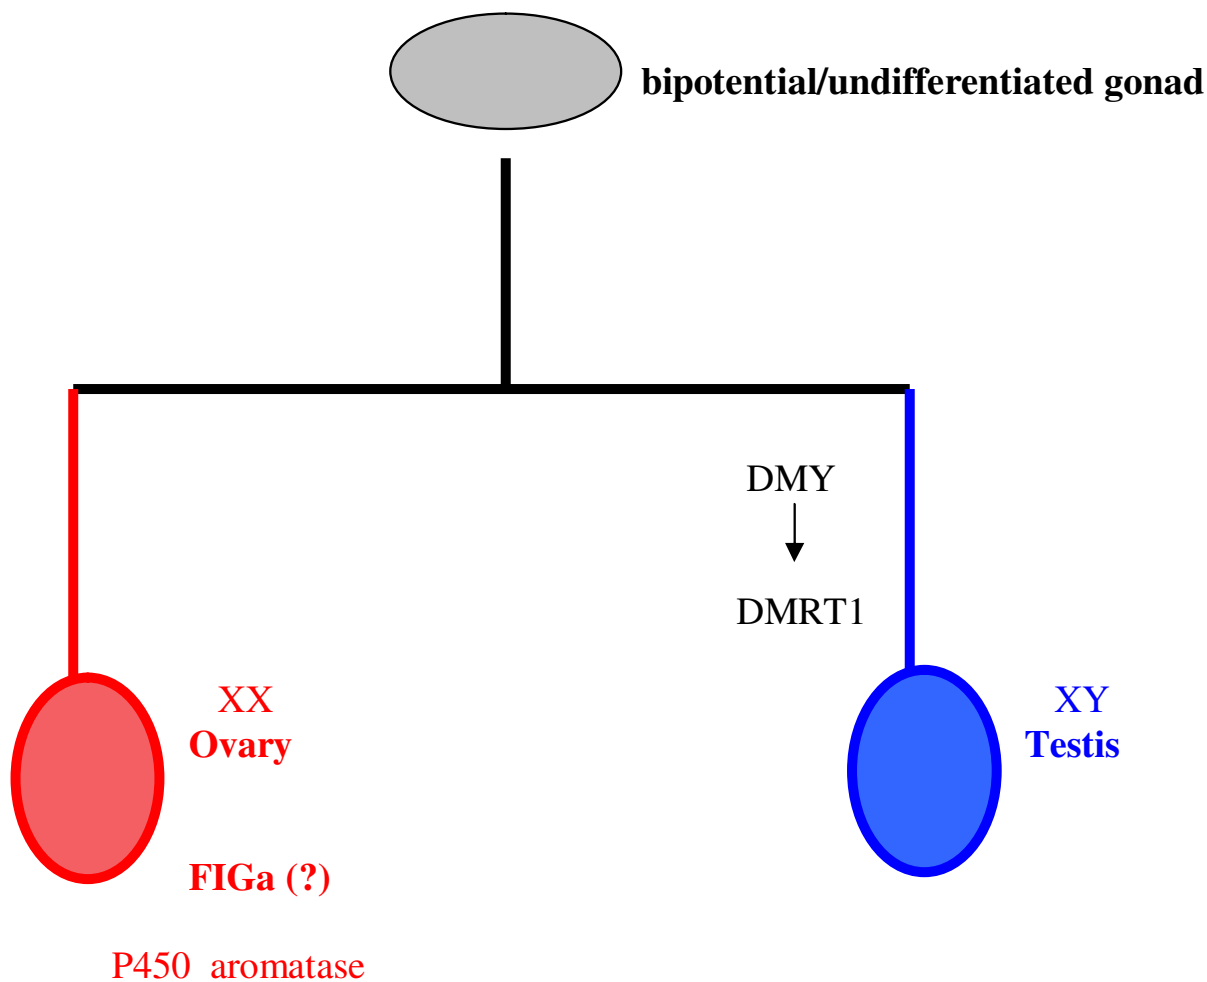 bipotential/undifferentiated gonad
DMY
DMRT1
XX
Ovary
XY
Testis
FIGa (?)
P450 aromatase